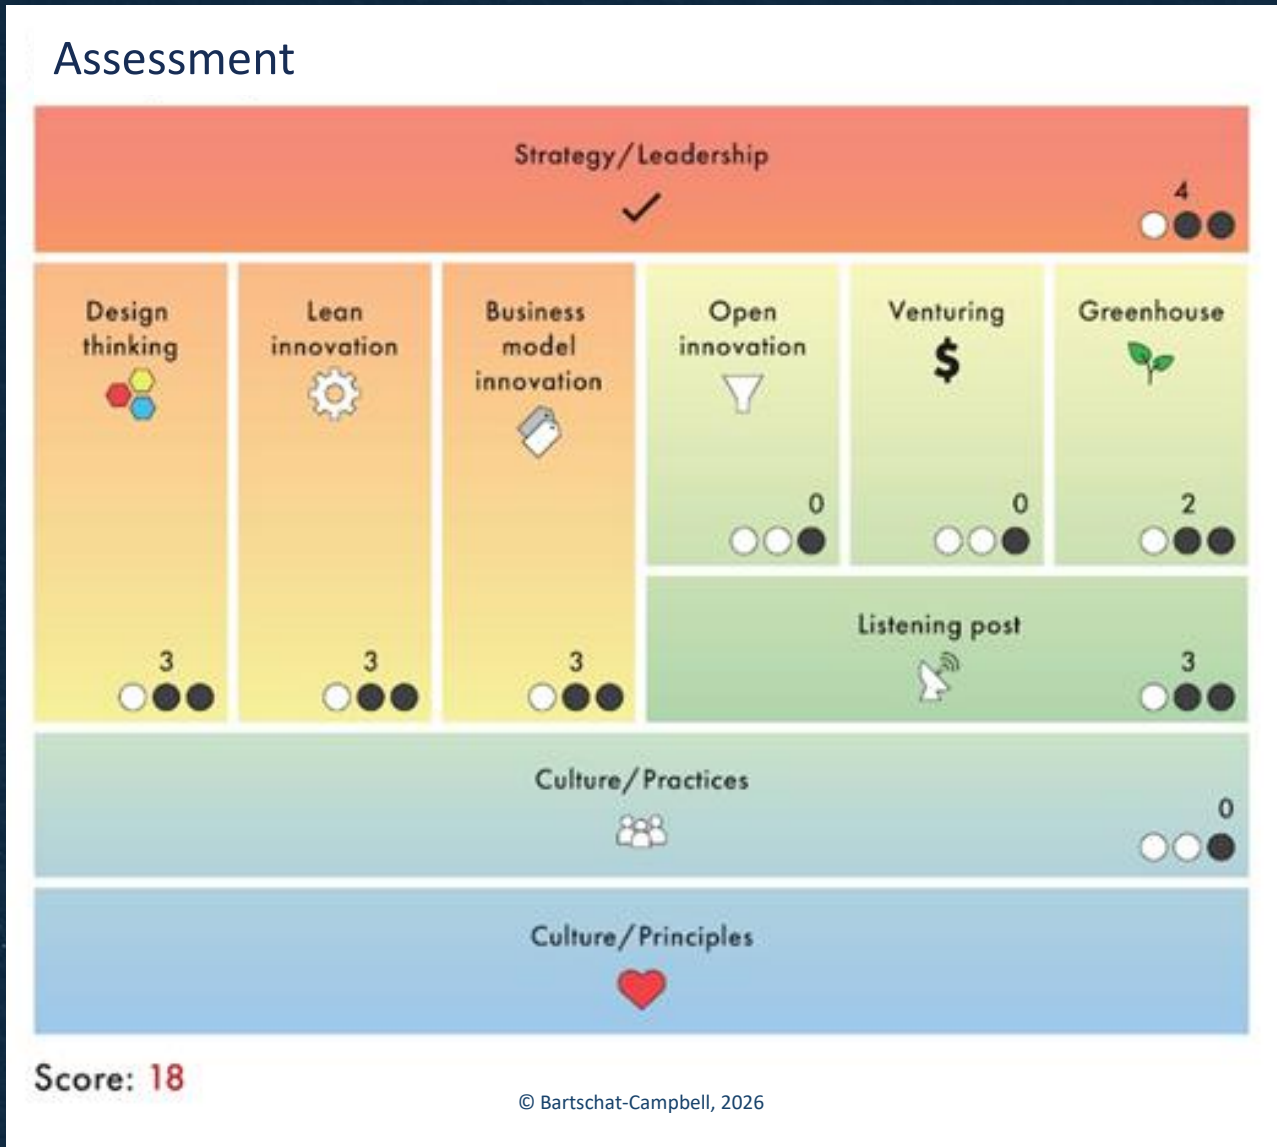 Assessment
Strategy/Leadership
4
Design
thinking
3
Lean
innovation
3
Business
model
innovation
3
Open
innovation
0
Venturing
$
0
Greenhouse
2
Listening post
3
Culture/Practices
0
Culture/Principles
Score: 18
© Bartschat-Campbell, 2026